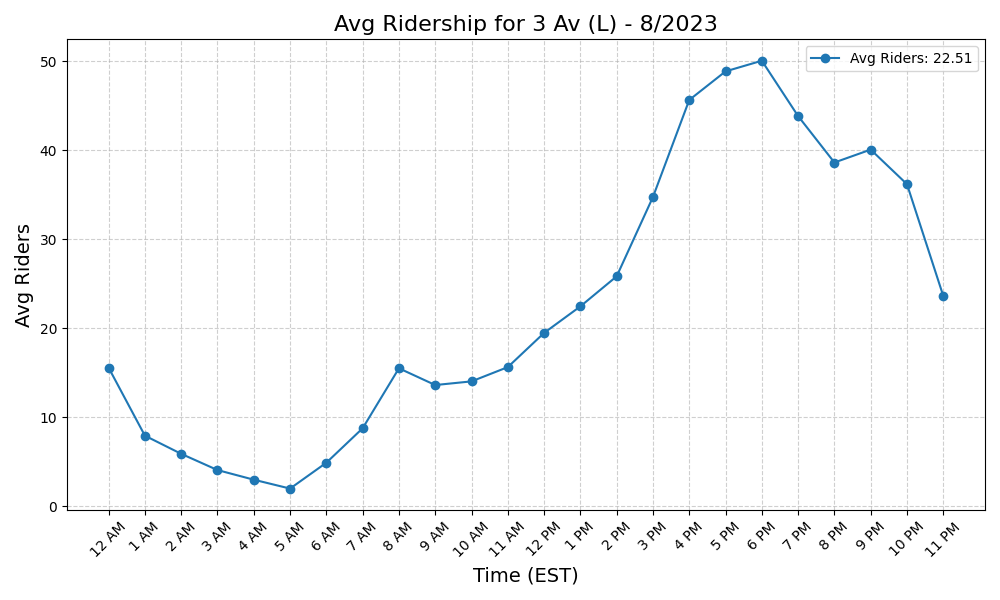 Avg Ridership for 3 Av (L) - 8/2023
Avg Riders: 22.51
Avg Riders
50
40
30
20
10
0
12 AM
1 AM
2 AM
3 AM
4 AM
5 AM
6 AM
7 AM
8 AM
9 AM
10 AM
11 AM
12 PM
1 PM
2 PM
3 PM
4 PM
5 PM
6 PM
7 PM
8 PM
9 PM
10 PM
11 PM
Time (EST)